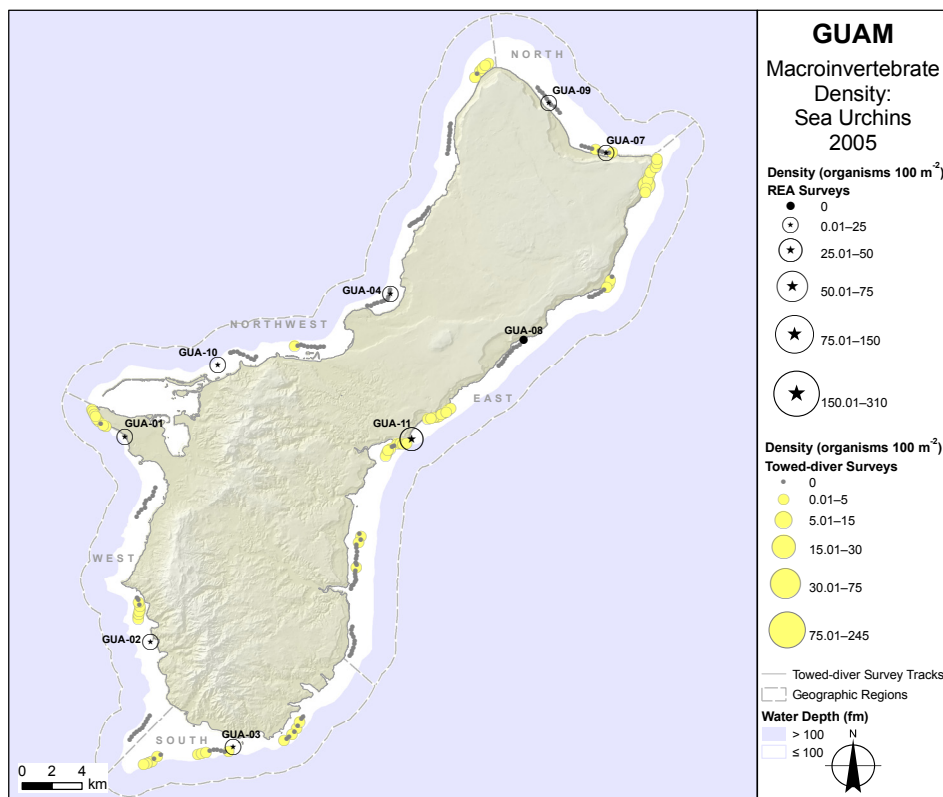 GUAM
Macroinvertebrate
Density:
Sea Urchins
2005
Density (organisms 100 m⁻²)
REA Surveys
0
0.01–25
25.01–50
50.01–75
75.01–150
150.01–310
Density (organisms 100 m⁻²)
Towed-diver Surveys
0
0.01–5
5.01–15
15.01–30
30.01–75
75.01–245
Towed-diver Survey Tracks
Geographic Regions
Water Depth (fm)
> 100
≤ 100
N
NORTH
GUA-09
GUA-07
GUA-04
NORTHWEST
GUA-08
GUA-10
EAST
GUA-01
GUA-11
WEST
GUA-02
SOUTH
GUA-03
0 2 4
km